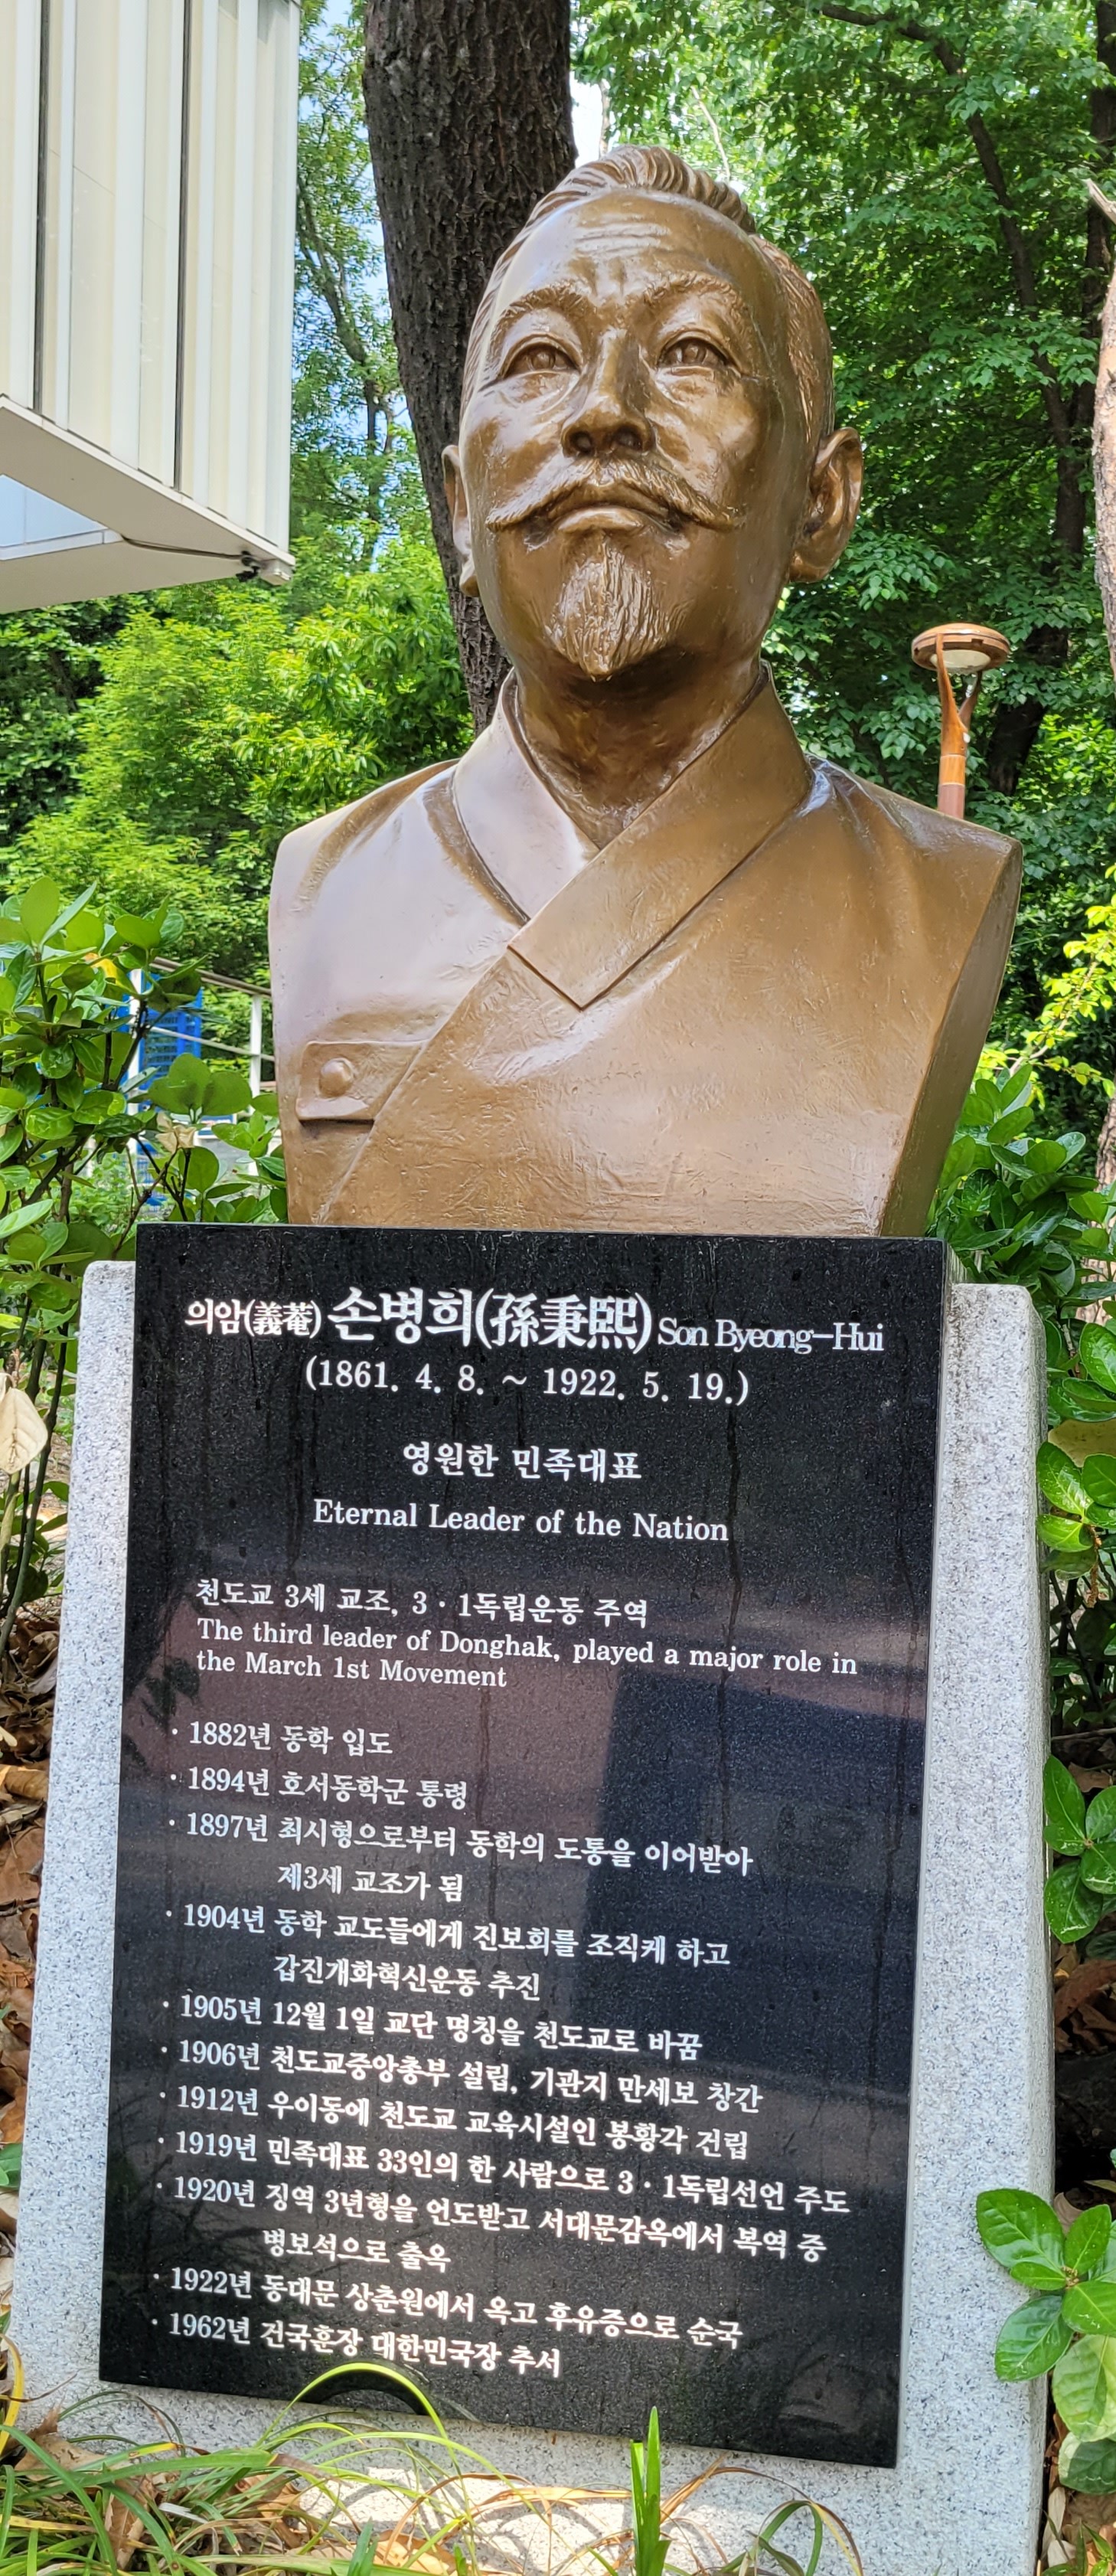 의암(義菴) 손병희(孫秉熙) Son Byeong-Hui
(1861. 4. 8. ~ 1922. 5. 19.)
영원한 민족대표
Eternal Leader of the Nation
천도교 3세 교조, 3·1독립운동 주역
The third leader of Donghak, played a major role in
the March 1st Movement
· 1882년 동학 입도
· 1894년 호서동학군 통령
· 1897년 최시형으로부터 동학의 도통을 이어받아
제3세 교조가 됨
· 1904년 동학 교도들에게 진보회를 조직케 하고
갑진개화혁신운동 추진
· 1905년 12월 1일 교단 명칭을 천도교로 바꿈
· 1906년 천도교중앙총부 설립, 기관지 만세보 창간
· 1912년 우이동에 천도교 교육시설인 봉황각 건립
· 1919년 민족대표 33인의 한 사람으로 3·1독립선언 주도
· 1920년 징역 3년형을 언도받고 서대문감옥에서 복역 중
병보석으로 출옥
· 1922년 동대문 상춘원에서 옥고 후유증으로 순국
· 1962년 건국훈장 대한민국장 추서